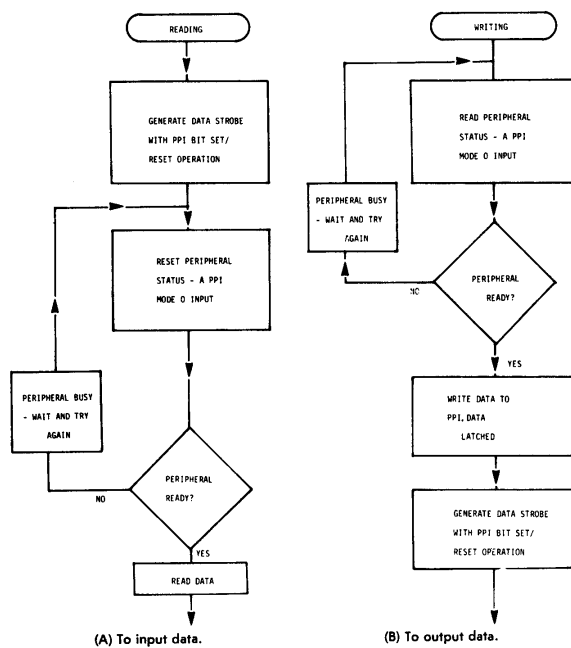 READING
GENERATE DATA STROBE
WITH PPI BIT SET/
RESET OPERATION
RESET PERIPHERAL
STATUS - A PPI
MODE 0 INPUT
PERIPHERAL BUSY
- WAIT AND TRY
AGAIN
PERIPHERAL
READY?
NO
YES
READ DATA
(A) To input data.
WRITING
READ PERIPHERAL
STATUS - A PPI
MODE 0 INPUT
PERIPHERAL BUSY
- WAIT AND TRY
AGAIN
PERIPHERAL
READY?
NO
YES
WRITE DATA TO
PPI, DATA
LATCHED
GENERATE DATA STROBE
WITH PPI BIT SET/
RESET OPERATION
(B) To output data.